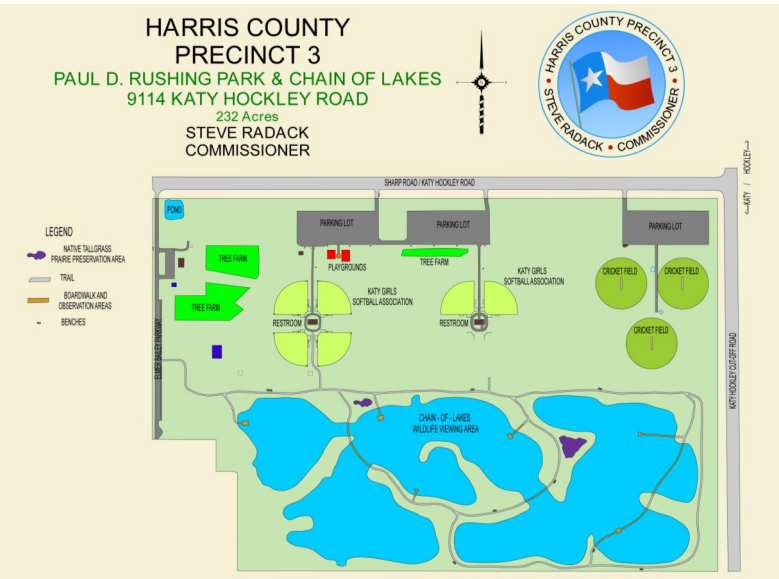 HARRIS COUNTY
PRECINCT 3
PAUL D. RUSHING PARK & CHAIN OF LAKES
9114 KATY HOCKLEY ROAD
232 Acres
STEVE RADACK
COMMISSIONER
HARRIS COUNTY PRECINCT 3
STEVE RADACK • COMMISSIONER
<--KATY / HOCKLEY-->
SHARP ROAD / KATY HOCKLEY ROAD
POND
PARKING LOT
PARKING LOT
PARKING LOT
LEGEND
NATIVE TALLGRASS
PRAIRIE PRESERVATION AREA
TRAIL
BOARDWALK AND
OBSERVATION AREAS
BENCHES
TREE FARM
PLAYGROUNDS
TREE FARM
KATY GIRLS
SOFTBALL ASSOCIATION
KATY GIRLS
SOFTBALL ASSOCIATION
CRICKET FIELD
CRICKET FIELD
TREE FARM
RESTROOM
RESTROOM
CRICKET FIELD
ELMER BAILEY PARKWAY
KATY HOCKLEY CUT-OFF ROAD
CHAIN - OF - LAKES
WILDLIFE VIEWING AREA